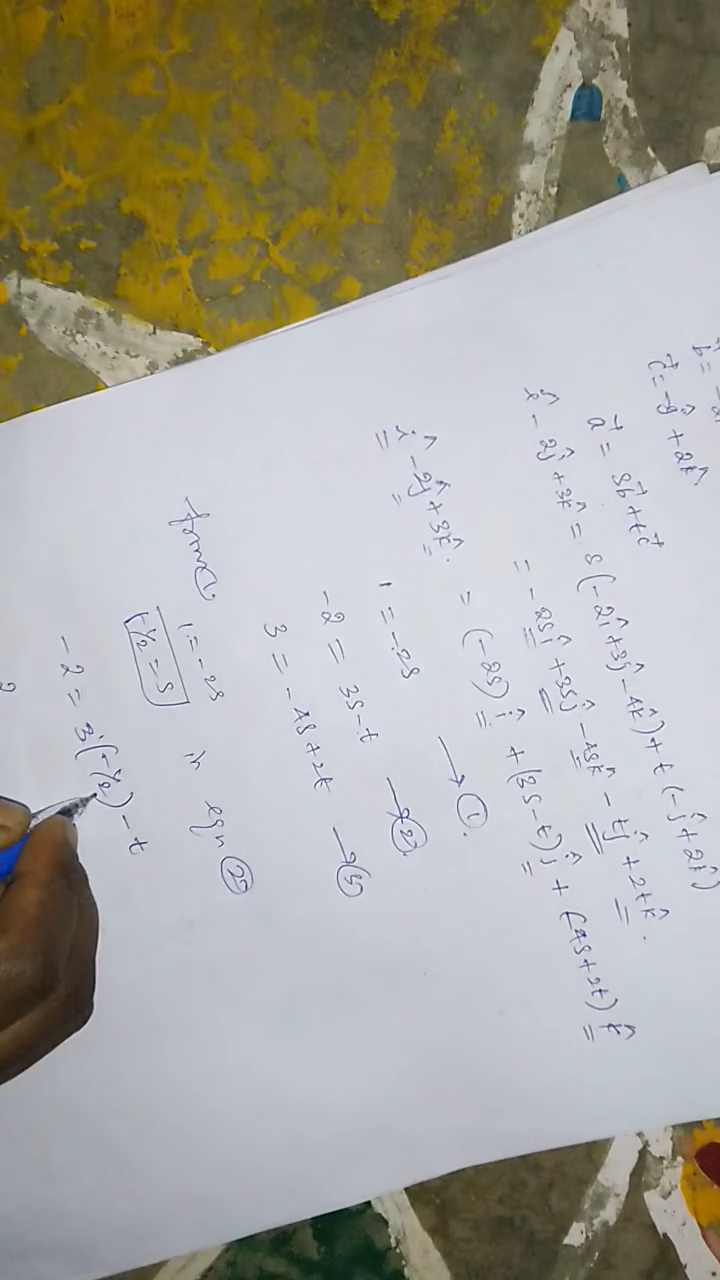 b⃗ = -2i
c⃗ = -ĵ + 2k̂
a⃗ = sb⃗ + tc⃗
î - 2ĵ + 3k̂ = s(-2î + 3ĵ - 4k̂) + t(-ĵ + 2k̂)
= -2sî + 3sĵ - 4sk̂ - tĵ + 2tk̂.
î - 2ĵ + 3k̂. = (-2s)î + (3s-t)ĵ + (4s+2t)k̂
1 = -2s → ①.
-2 = 3s-t → ②.
3 = -4s+2t →
from ①
1 = -2s
-1/2 = s in eqn ②
-2 = 3(-1/2) - t
2